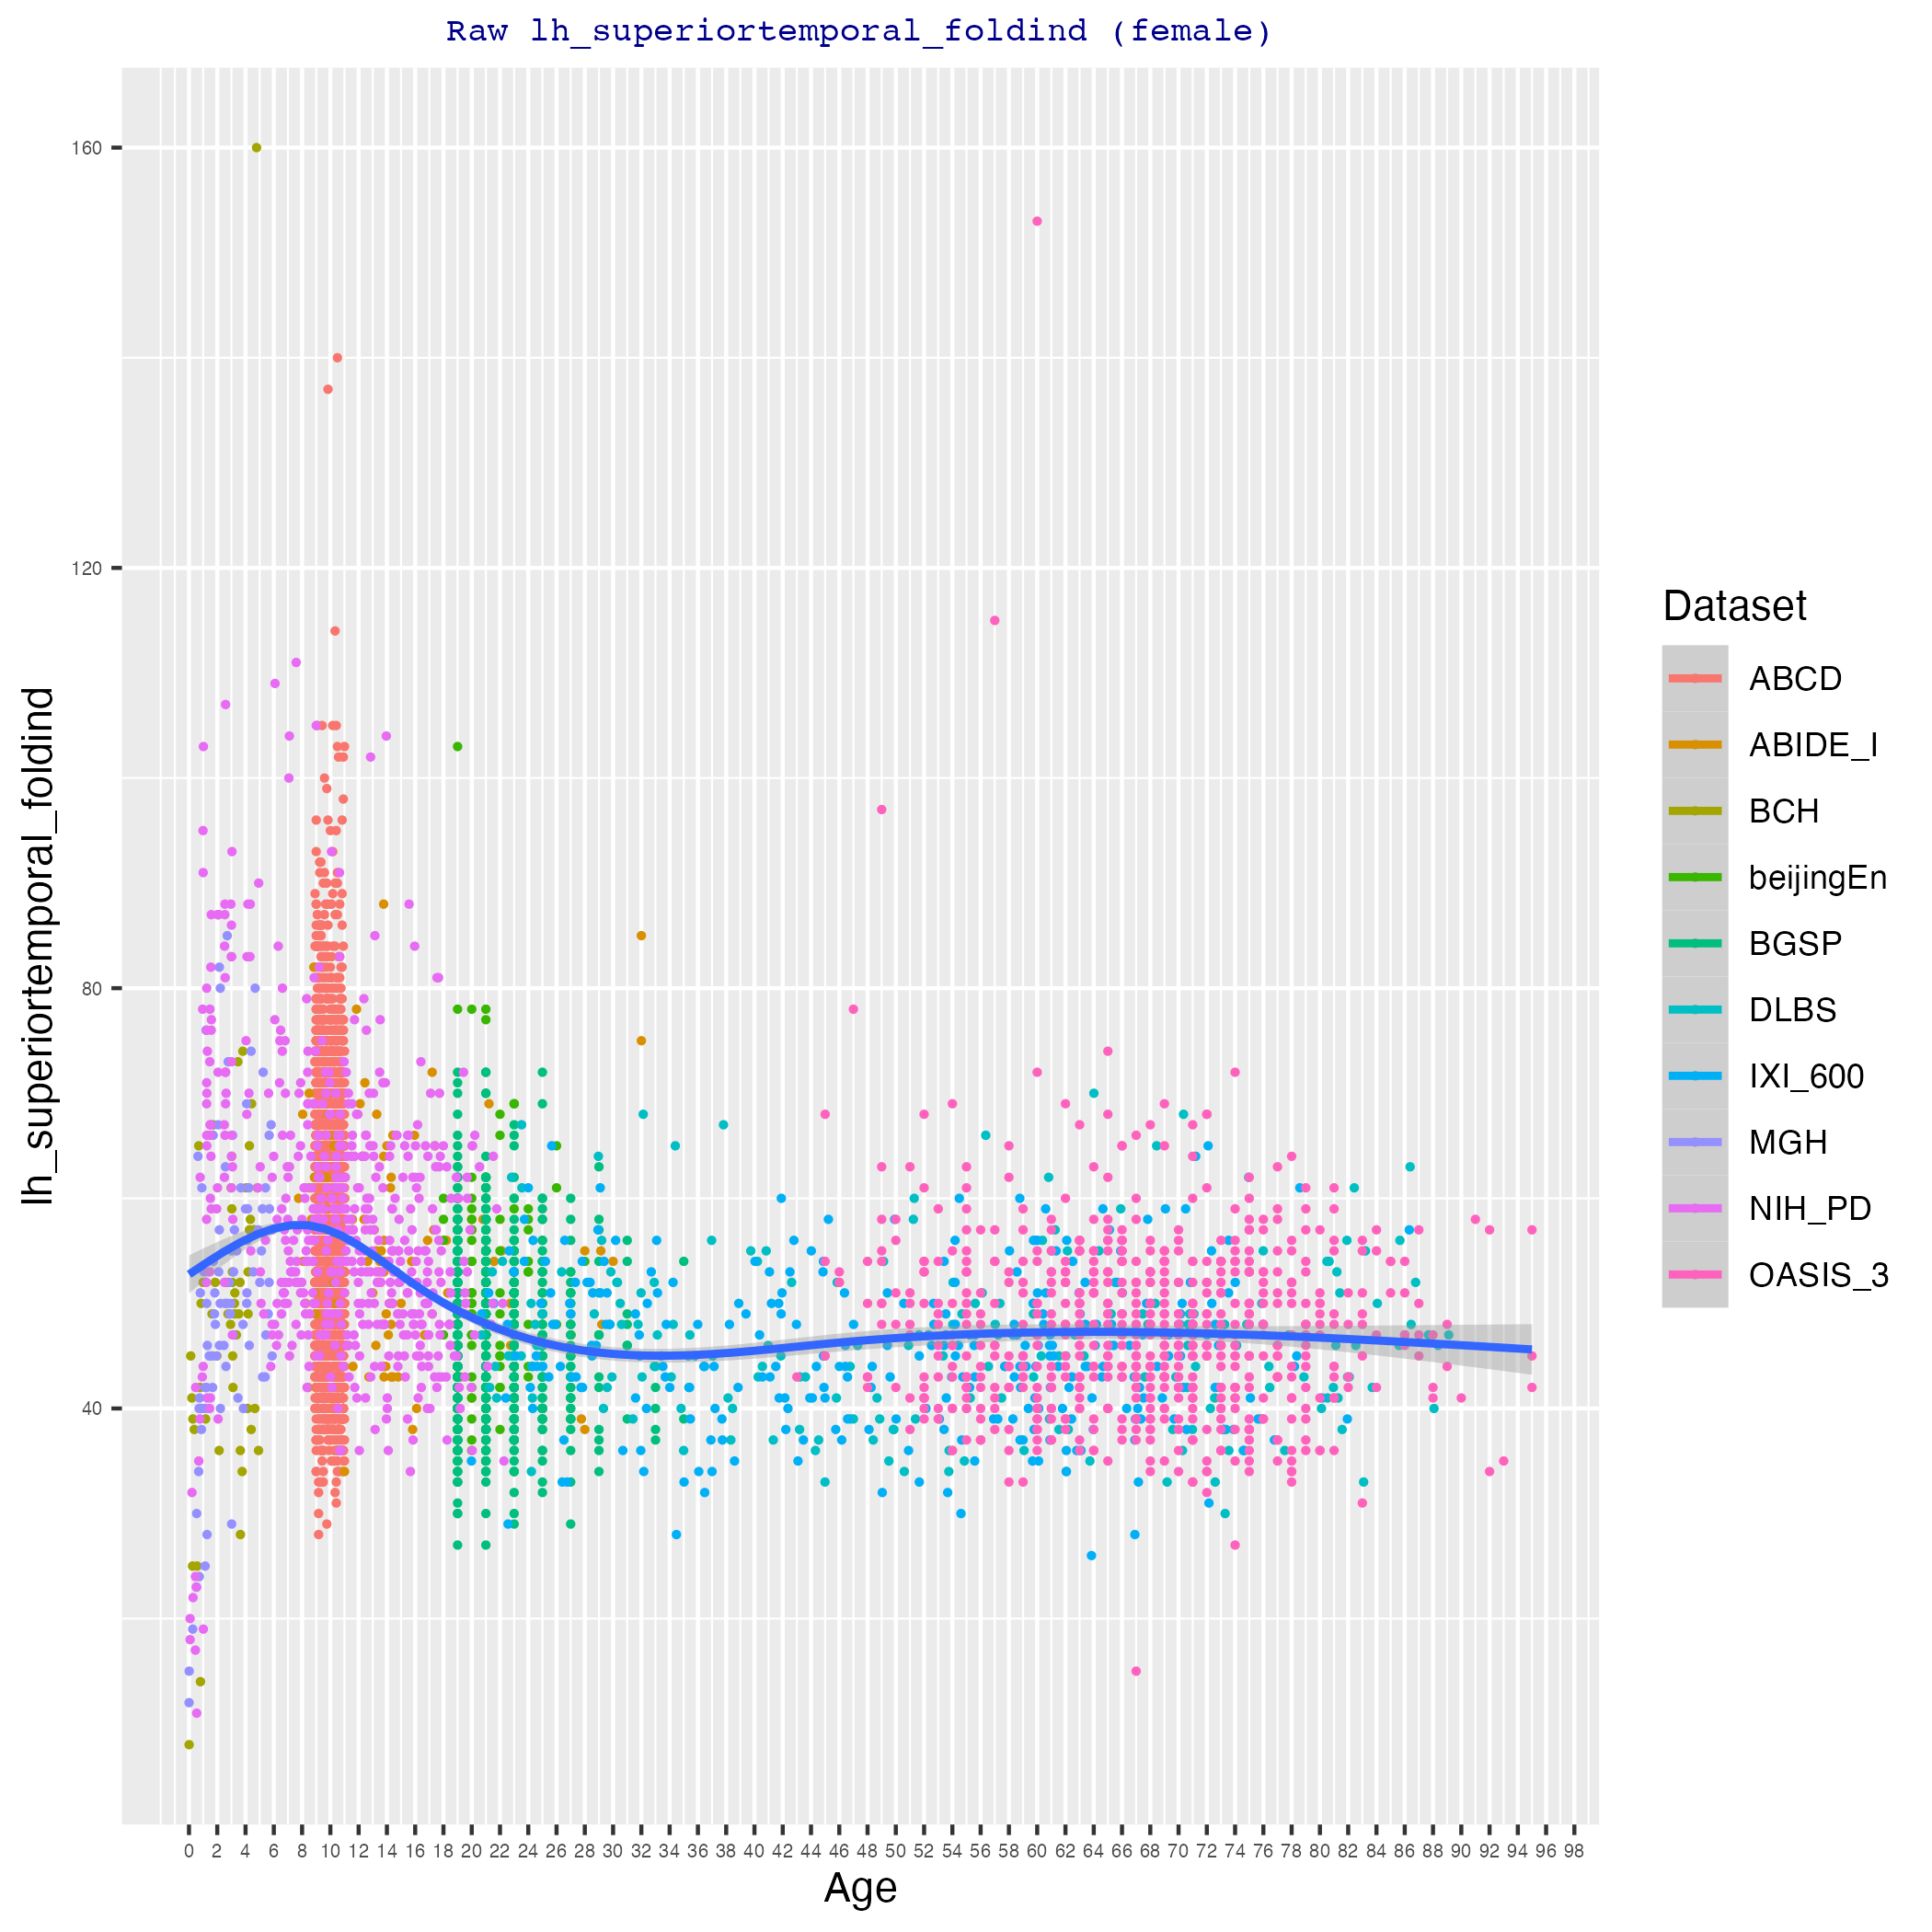 Raw lh_superiortemporal_foldind (female)
160
120
80
40
lh_superiortemporal_foldind
0 2 4 6 8 10 12 14 16 18 20 22 24 26 28 30 32 34 36 38 40 42 44 46 48 50 52 54 56 58 60 62 64 66 68 70 72 74 76 78 80 82 84 86 88 90 92 94 96 98
Age
Dataset
ABCD
ABIDE_I
BCH
beijingEn
BGSP
DLBS
IXI_600
MGH
NIH_PD
OASIS_3